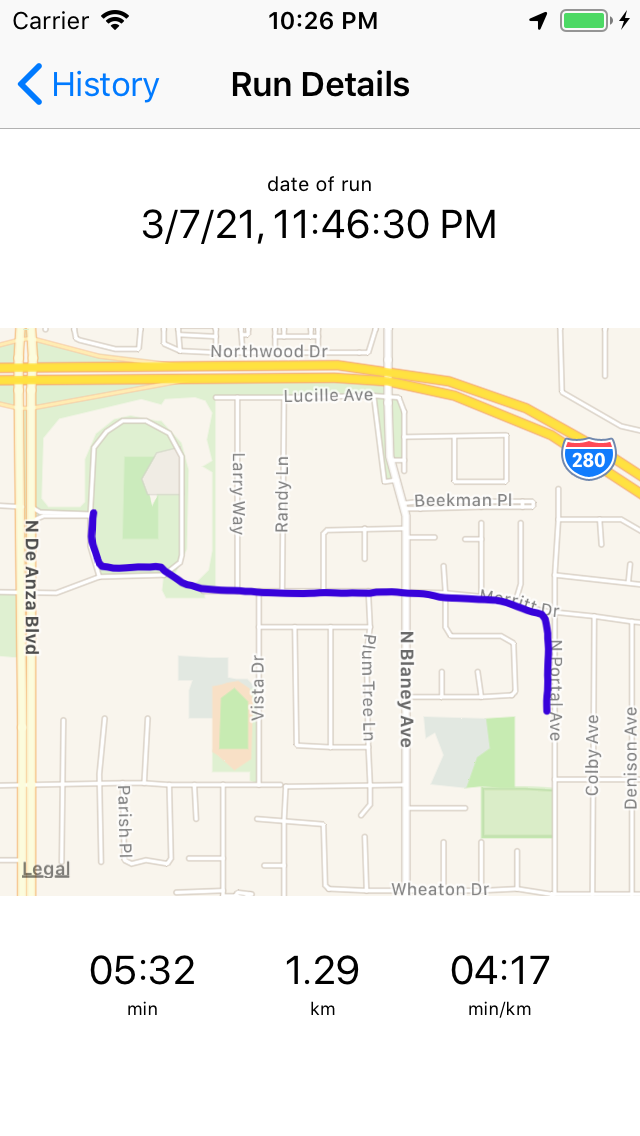 Carrier 10:26 PM
History Run Details
date of run
3/7/21, 11:46:30 PM
Northwood Dr
Lucille Ave
280
Larry Way
Randy Ln
Beekman Pl
N De Anza Blvd
Merritt Dr
N Blaney Ave
Plum Tree Ln
N Portal Ave
Vista Dr
Colby Ave
Denison Ave
Parish Pl
Legal
Wheaton Dr
05:32 1.29 04:17
min km min/km